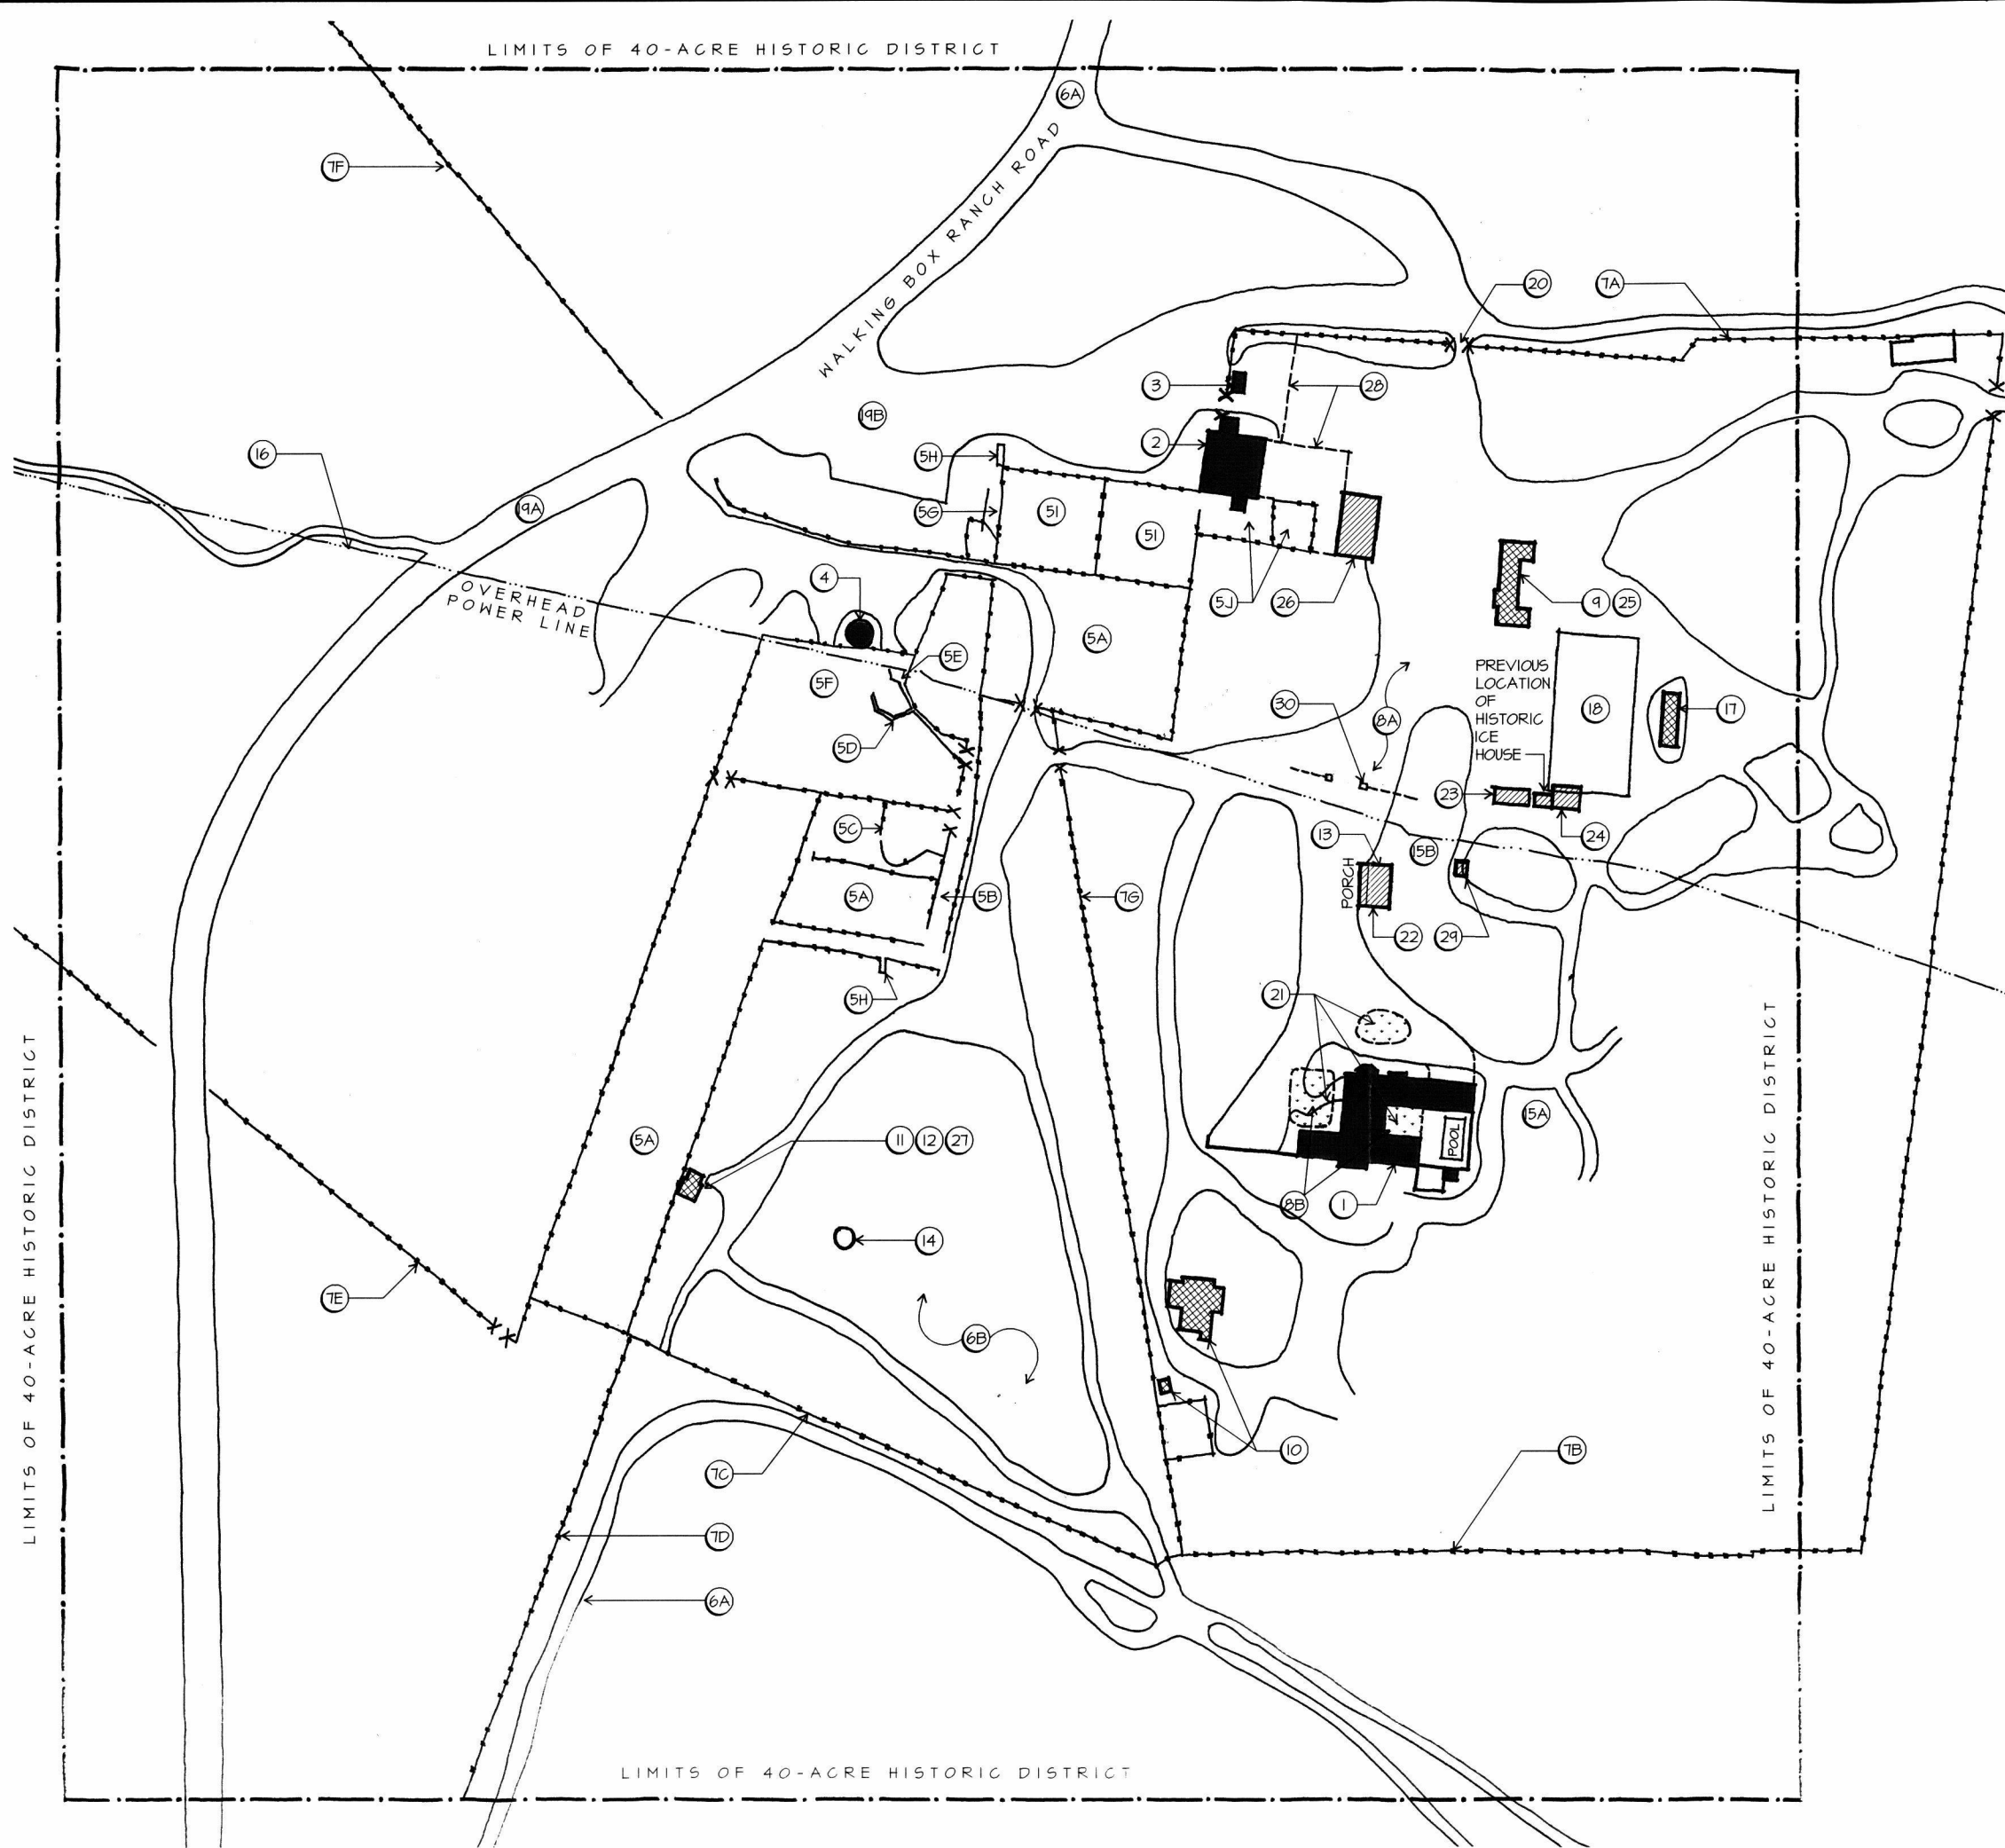 LIMITS OF 40-ACRE HISTORIC DISTRICT
6A
7F
WALKING BOX RANCH ROAD
20
7A
3
28
19B
2
16
5H
19A
5G
5I
5I
4
OVERHEAD
POWER LINE
5J
26
9
25
5A
5E
5F
PREVIOUS
LOCATION
OF
HISTORIC
ICE
HOUSE
30
8A
18
17
5D
23
5C
13
15B
24
PORCH
5A
5B
7G
22
29
5H
21
LIMITS OF 40-ACRE HISTORIC DISTRICT
LIMITS OF 40-ACRE HISTORIC DISTRICT
5A
11
12
27
15A
POOL
8B
1
14
7E
6B
10
7B
7C
7D
6A
LIMITS OF 40-ACRE HISTORIC DISTRICT